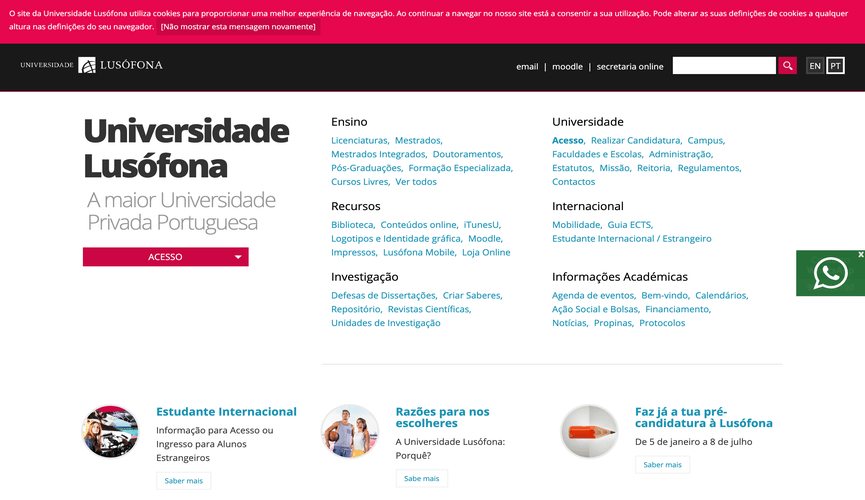 O site da Universidade Lusófona utiliza cookies para proporcionar uma melhor experiência de navegação. Ao continuar a navegar no nosso site está a consentir a sua utilização. Pode alterar as suas definições de cookies a qualquer
altura nas definições do seu navegador. [Não mostrar esta mensagem novamente]
UNIVERSIDADE LUSÓFONA
email | moodle | secretaria online
EN PT
Universidade
Lusófona
A maior Universidade
Privada Portuguesa
ACESSO
Ensino
Licenciaturas, Mestrados,
Mestrados Integrados, Doutoramentos,
Pós-Graduações, Formação Especializada,
Cursos Livres, Ver todos
Universidade
Acesso, Realizar Candidatura, Campus,
Faculdades e Escolas, Administração,
Estatutos, Missão, Reitoria, Regulamentos,
Contactos
Recursos
Biblioteca, Conteúdos online, iTunesU,
Logotipos e Identidade gráfica, Moodle,
Impressos, Lusófona Mobile, Loja Online
Internacional
Mobilidade, Guia ECTS,
Estudante Internacional / Estrangeiro
Investigação
Defesas de Dissertações, Criar Saberes,
Repositório, Revistas Científicas,
Unidades de Investigação
Informações Académicas
Agenda de eventos, Bem-vindo, Calendários,
Ação Social e Bolsas, Financiamento,
Notícias, Propinas, Protocolos
x
Estudante Internacional
Informação para Acesso ou
Ingresso para Alunos
Estrangeiros
Saber mais
Razões para nos
escolheres
A Universidade Lusófona:
Porquê?
Sabe mais
Faz já a tua pré-
candidatura à Lusófona
De 5 de janeiro a 8 de julho
Saber mais